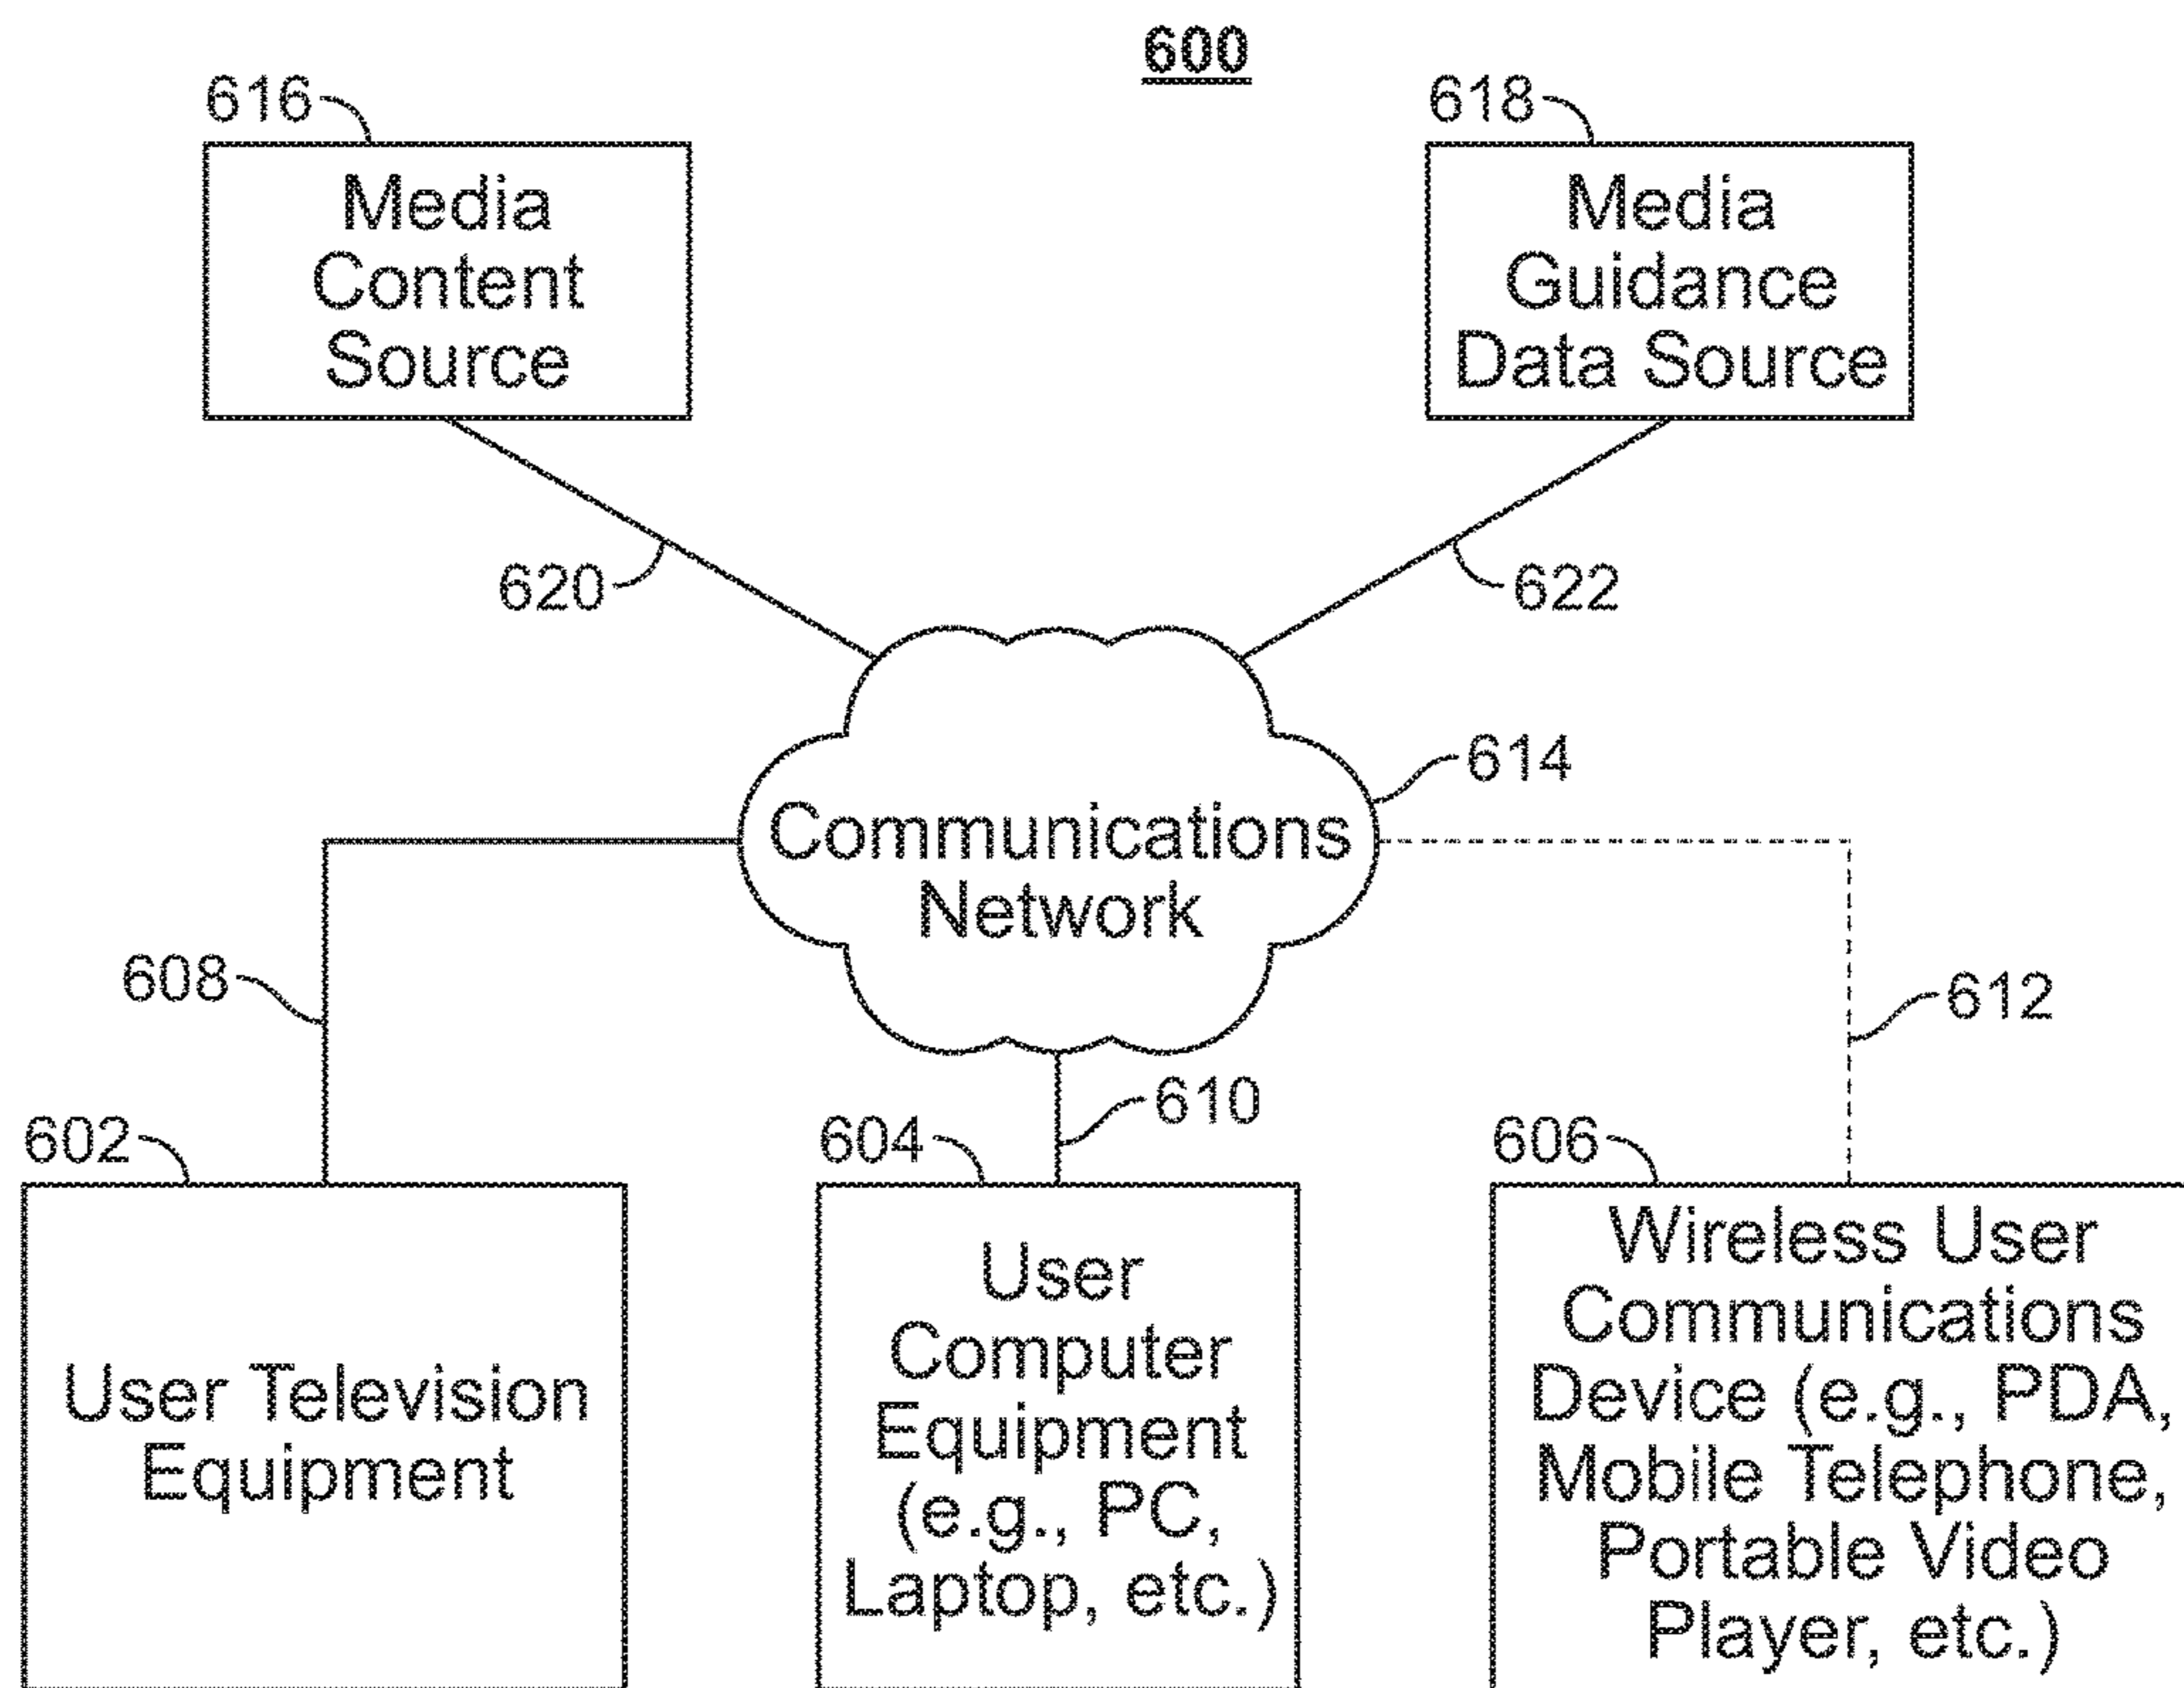 600
616
618
Media
Content
Source
Media
Guidance
Data Source
620
622
614
Communications
Network
608
612
610
602
604
606
User Television
Equipment
User
Computer
Equipment
(e.g., PC,
Laptop, etc.)
Wireless User
Communications
Device (e.g., PDA,
Mobile Telephone,
Portable Video
Player, etc.)